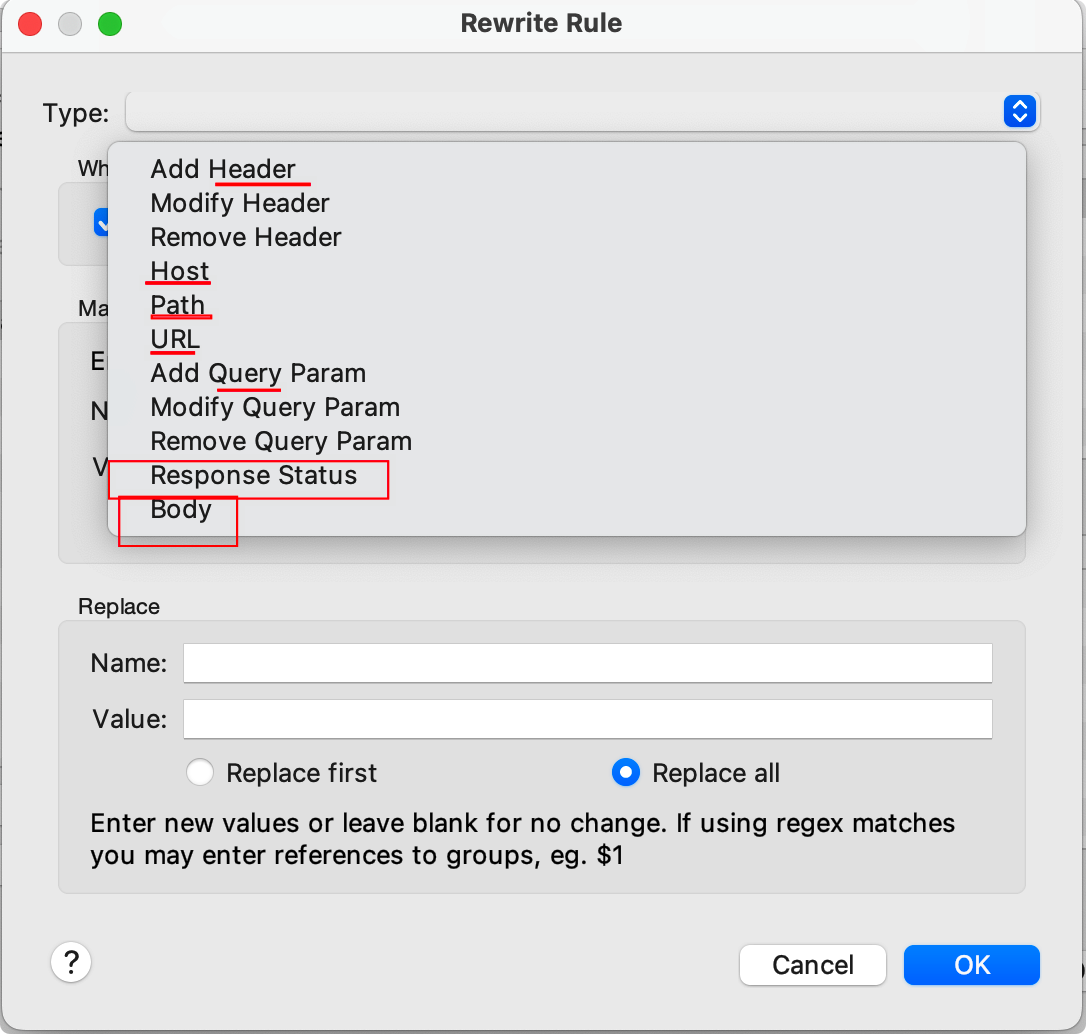 Rewrite Rule
Type:
Wh
Add Header
Modify Header
Remove Header
Host
Ma
Path
URL
E
Add Query Param
N
Modify Query Param
Remove Query Param
V
Response Status
Body
Replace
Name:
Value:
Replace first
Replace all
Enter new values or leave blank for no change. If using regex matches
you may enter references to groups, eg. $1
?
Cancel
OK